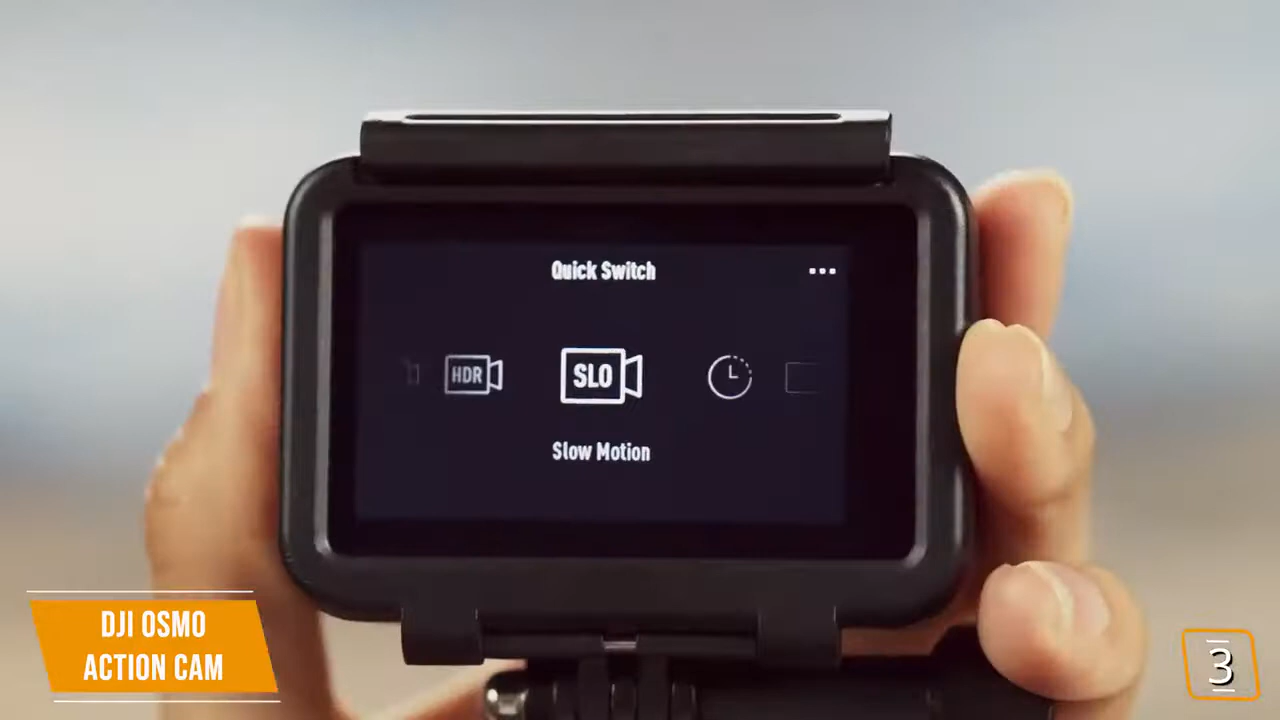 Quick Switch
HDR
SLO
Slow Motion
DJI OSMO
ACTION CAM
3